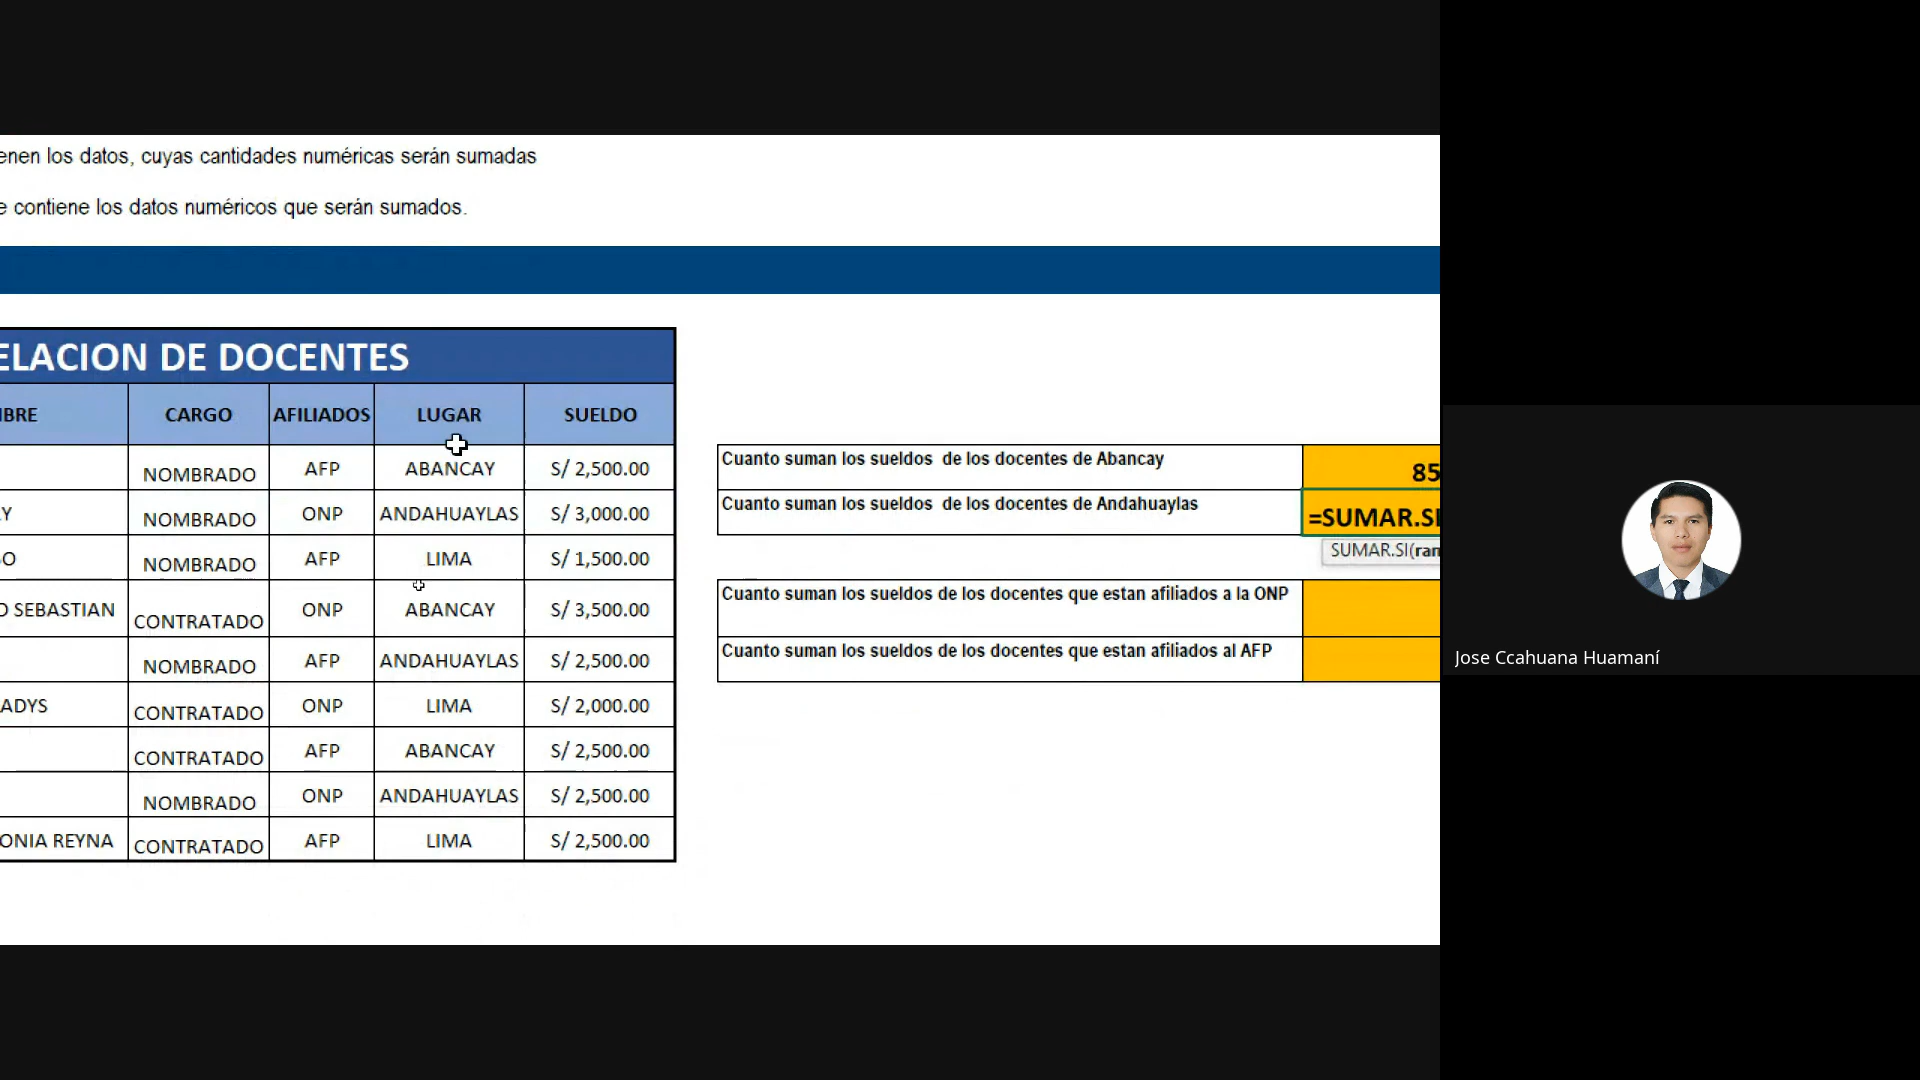 enen los datos, cuyas cantidades numéricas serán sumadas
e contiene los datos numéricos que serán sumados.
ELACION DE DOCENTES
IBRE CARGO AFILIADOS LUGAR SUELDO
NOMBRADO AFP ABANCAY S/ 2,500.00
Y NOMBRADO ONP ANDAHUAYLAS S/ 3,000.00
O NOMBRADO AFP LIMA S/ 1,500.00
O SEBASTIAN CONTRATADO ONP ABANCAY S/ 3,500.00
NOMBRADO AFP ANDAHUAYLAS S/ 2,500.00
ADYS CONTRATADO ONP LIMA S/ 2,000.00
CONTRATADO AFP ABANCAY S/ 2,500.00
NOMBRADO ONP ANDAHUAYLAS S/ 2,500.00
ONIA REYNA CONTRATADO AFP LIMA S/ 2,500.00
Cuanto suman los sueldos de los docentes de Abancay 85
Cuanto suman los sueldos de los docentes de Andahuaylas =SUMAR.SI
SUMAR.SI(ran
Cuanto suman los sueldos de los docentes que estan afiliados a la ONP
Cuanto suman los sueldos de los docentes que estan afiliados al AFP
Jose Ccahuana Huamaní